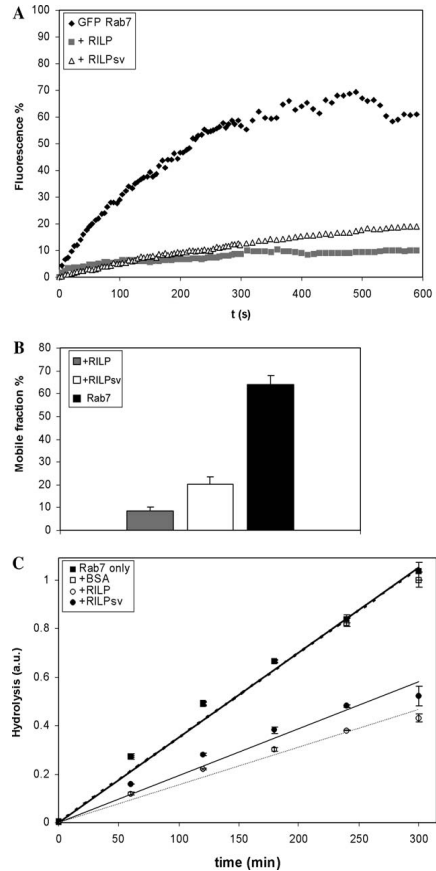 A
100
90
80
70
60
50
40
30
20
10
0
Fluorescence %
GFP Rab7
+ RILP
+ RILPsv
0 100 200 300 400 500 600
t (s)
B
80
70
60
50
40
30
20
10
0
Mobile fraction %
+RILP
+RILPsv
Rab7
C
1
0.8
0.6
0.4
0.2
0
Hydrolysis (a.u.)
Rab7 only
+BSA
+RILP
+RILPsv
0 50 100 150 200 250 300
time (min)